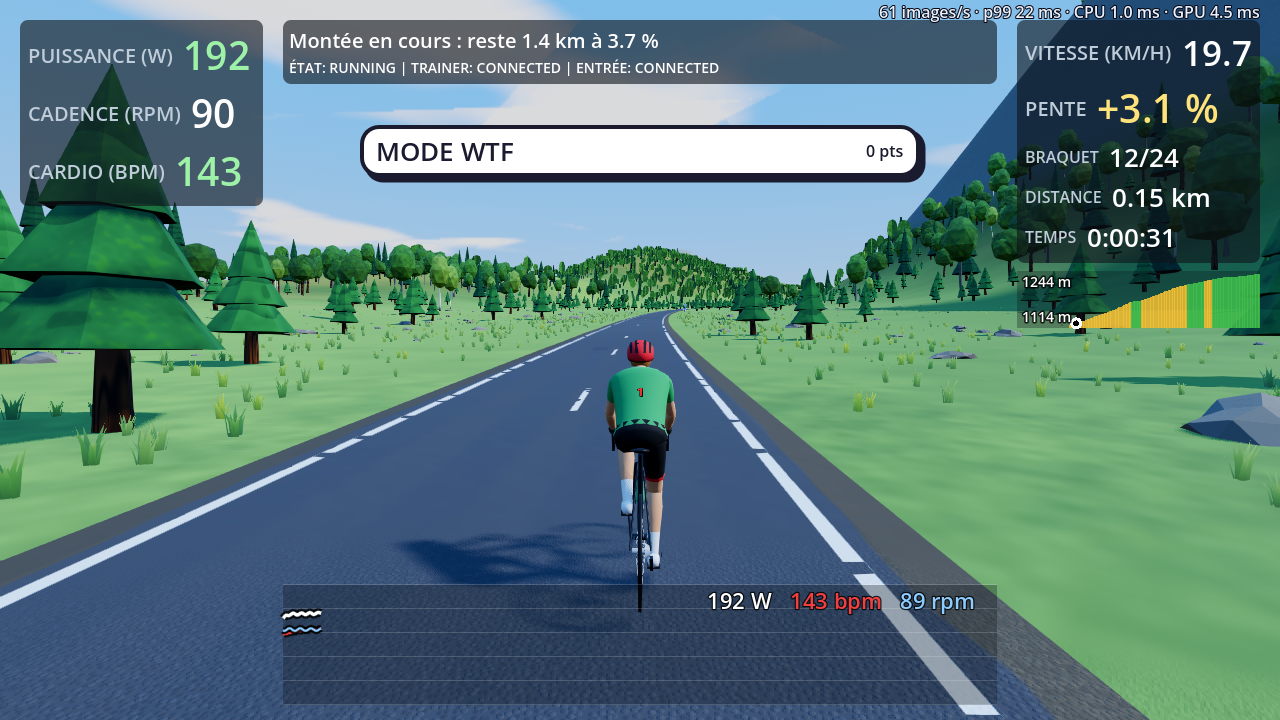 61 images/s · p99 22 ms · CPU 1.0 ms · GPU 4.5 ms
PUISSANCE (W) 192
CADENCE (RPM) 90
CARDIO (BPM) 143
Montée en cours : reste 1.4 km à 3.7 %
ÉTAT: RUNNING | TRAINER: CONNECTED | ENTRÉE: CONNECTED
MODE WTF 0 pts
VITESSE (KM/H) 19.7
PENTE +3.1 %
BRAQUET 12/24
DISTANCE 0.15 km
TEMPS 0:00:31
1244 m
1114 m
1
192 W 143 bpm 89 rpm